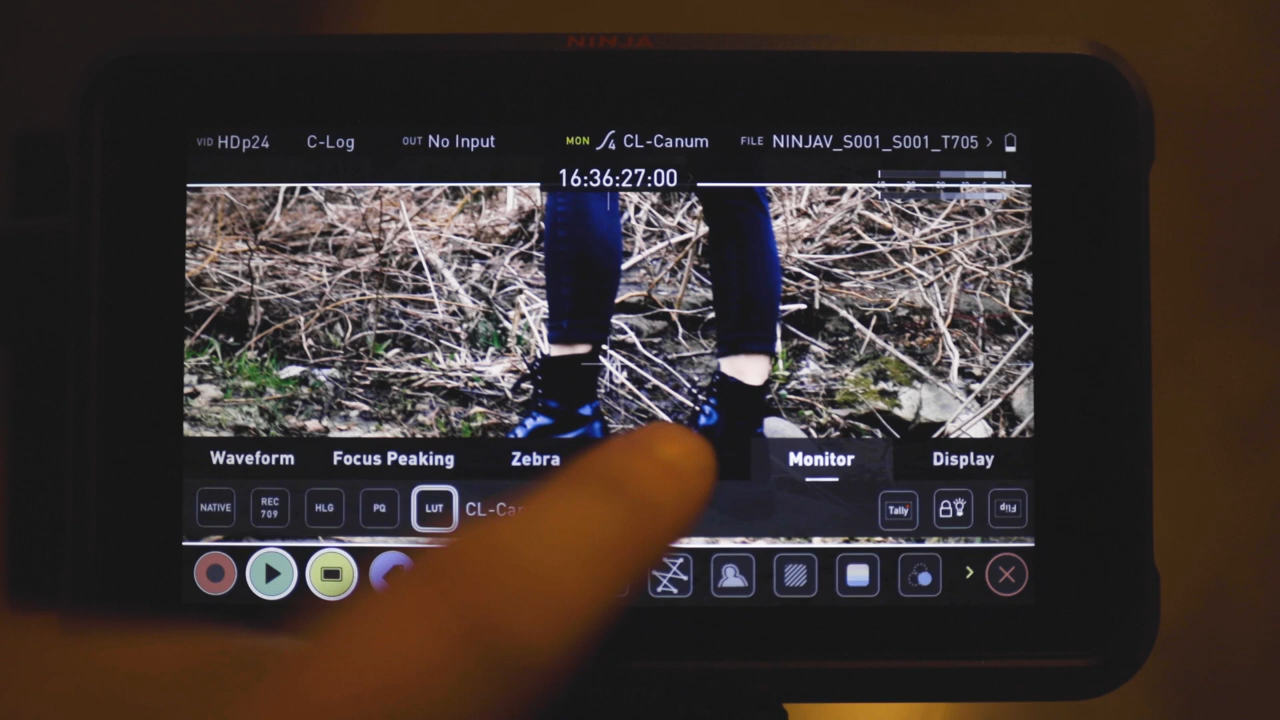 NINJA
VID HDp24 C-Log OUT No Input MON CL-Canum FILE NINJAV_S001_S001_T705 >
16:36:27:00
Waveform Focus Peaking Zebra Monitor Display
NATIVE REC 709 HLG PQ LUT Tally Flip